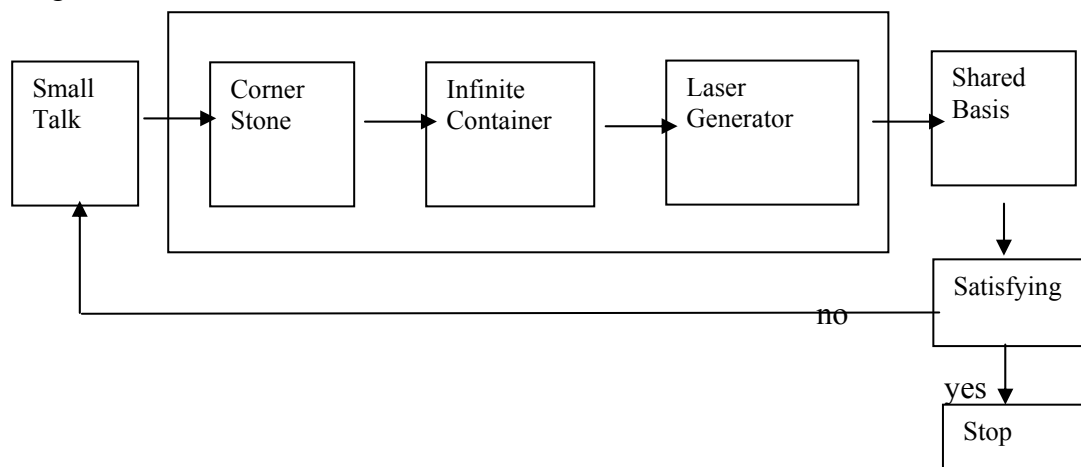 Small
Talk
Corner
Stone
Infinite
Container
Laser
Generator
Shared
Basis
Satisfying
no
yes
Stop